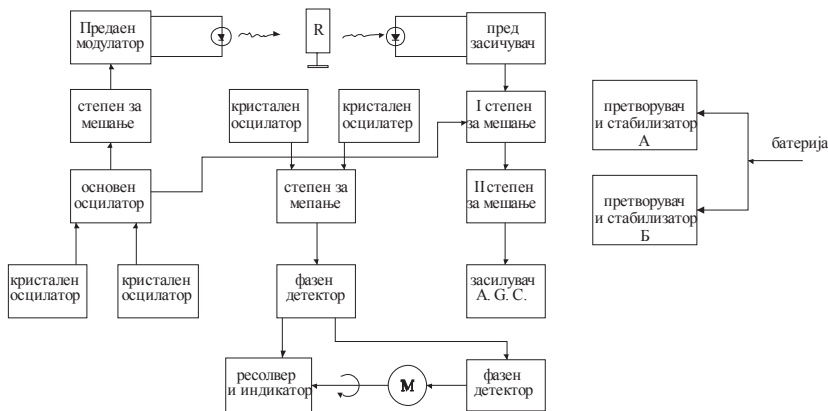 Предаен
модулатор
R
пред
засичувач
степен за
мешање
кристален
осцилатор
кристален
осцилатер
I степен
за мешање
претворувач
и стабилизатор
А
батерија
основен
осцилатор
степен за
мепање
II степен
за мешање
претворувач
и стабилизатор
Б
кристален
осцилатор
кристален
осцилатор
фазен
детектор
засилувач
A. G. C.
ресолвер
и индикатор
M
фазен
детектор